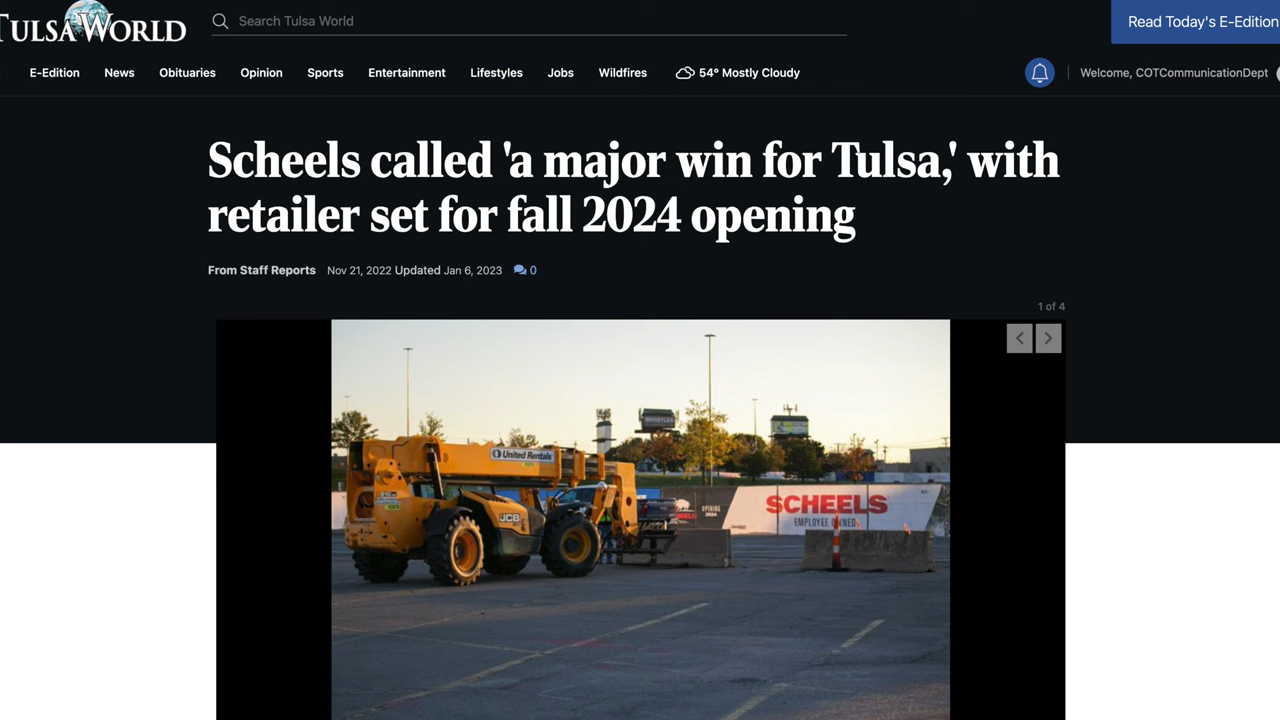 TULSA WORLD
Search Tulsa World
Read Today's E-Edition
E-Edition News Obituaries Opinion Sports Entertainment Lifestyles Jobs Wildfires 54° Mostly Cloudy
Welcome, COTCommunicationDept
Scheels called 'a major win for Tulsa,' with
retailer set for fall 2024 opening
From Staff Reports Nov 21, 2022 Updated Jan 6, 2023 0
1 of 4
United Rentals
JCB
OPENING
2024
SCHEELS
EMPLOYEE OWNED